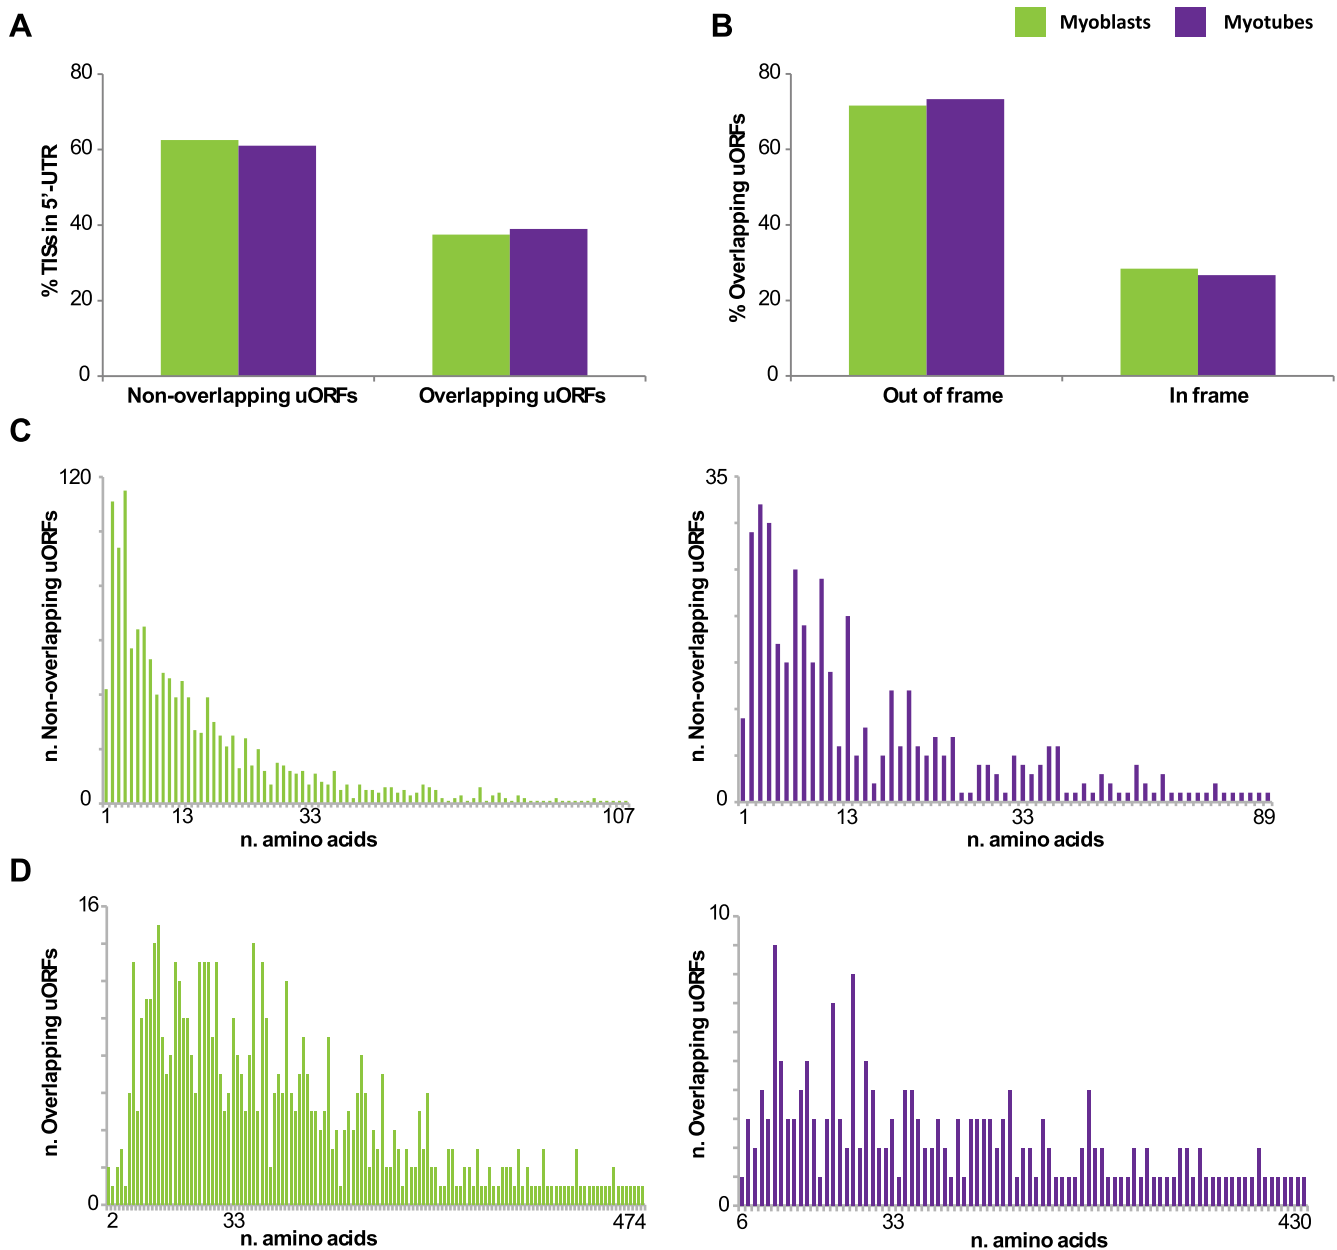 A
B
Myoblasts Myotubes
80
60
40
20
0
% TISs in 5'-UTR
Non-overlapping uORFs Overlapping uORFs
80
60
40
20
0
% Overlapping uORFs
Out of frame In frame
C
120
0
n. Non-overlapping uORFs
1 13 33 107
n. amino acids
35
0
n. Non-overlapping uORFs
1 13 33 89
n. amino acids
D
16
0
n. Overlapping uORFs
2 33 474
n. amino acids
10
0
n. Overlapping uORFs
6 33 430
n. amino acids